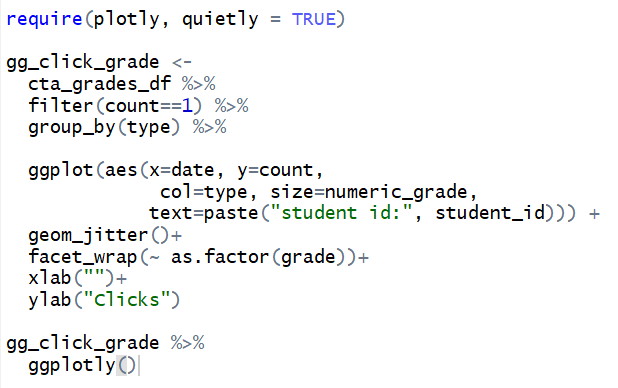 require(plotly, quietly = TRUE)
gg_click_grade <-
cta_grades_df %>%
filter(count==1) %>%
group_by(type) %>%
ggplot(aes(x=date, y=count,
col=type, size=numeric_grade,
text=paste("student id:", student_id))) +
geom_jitter()+
facet_wrap(~ as.factor(grade))+
xlab("")+
ylab("Clicks")
gg_click_grade %>%
ggplotly()